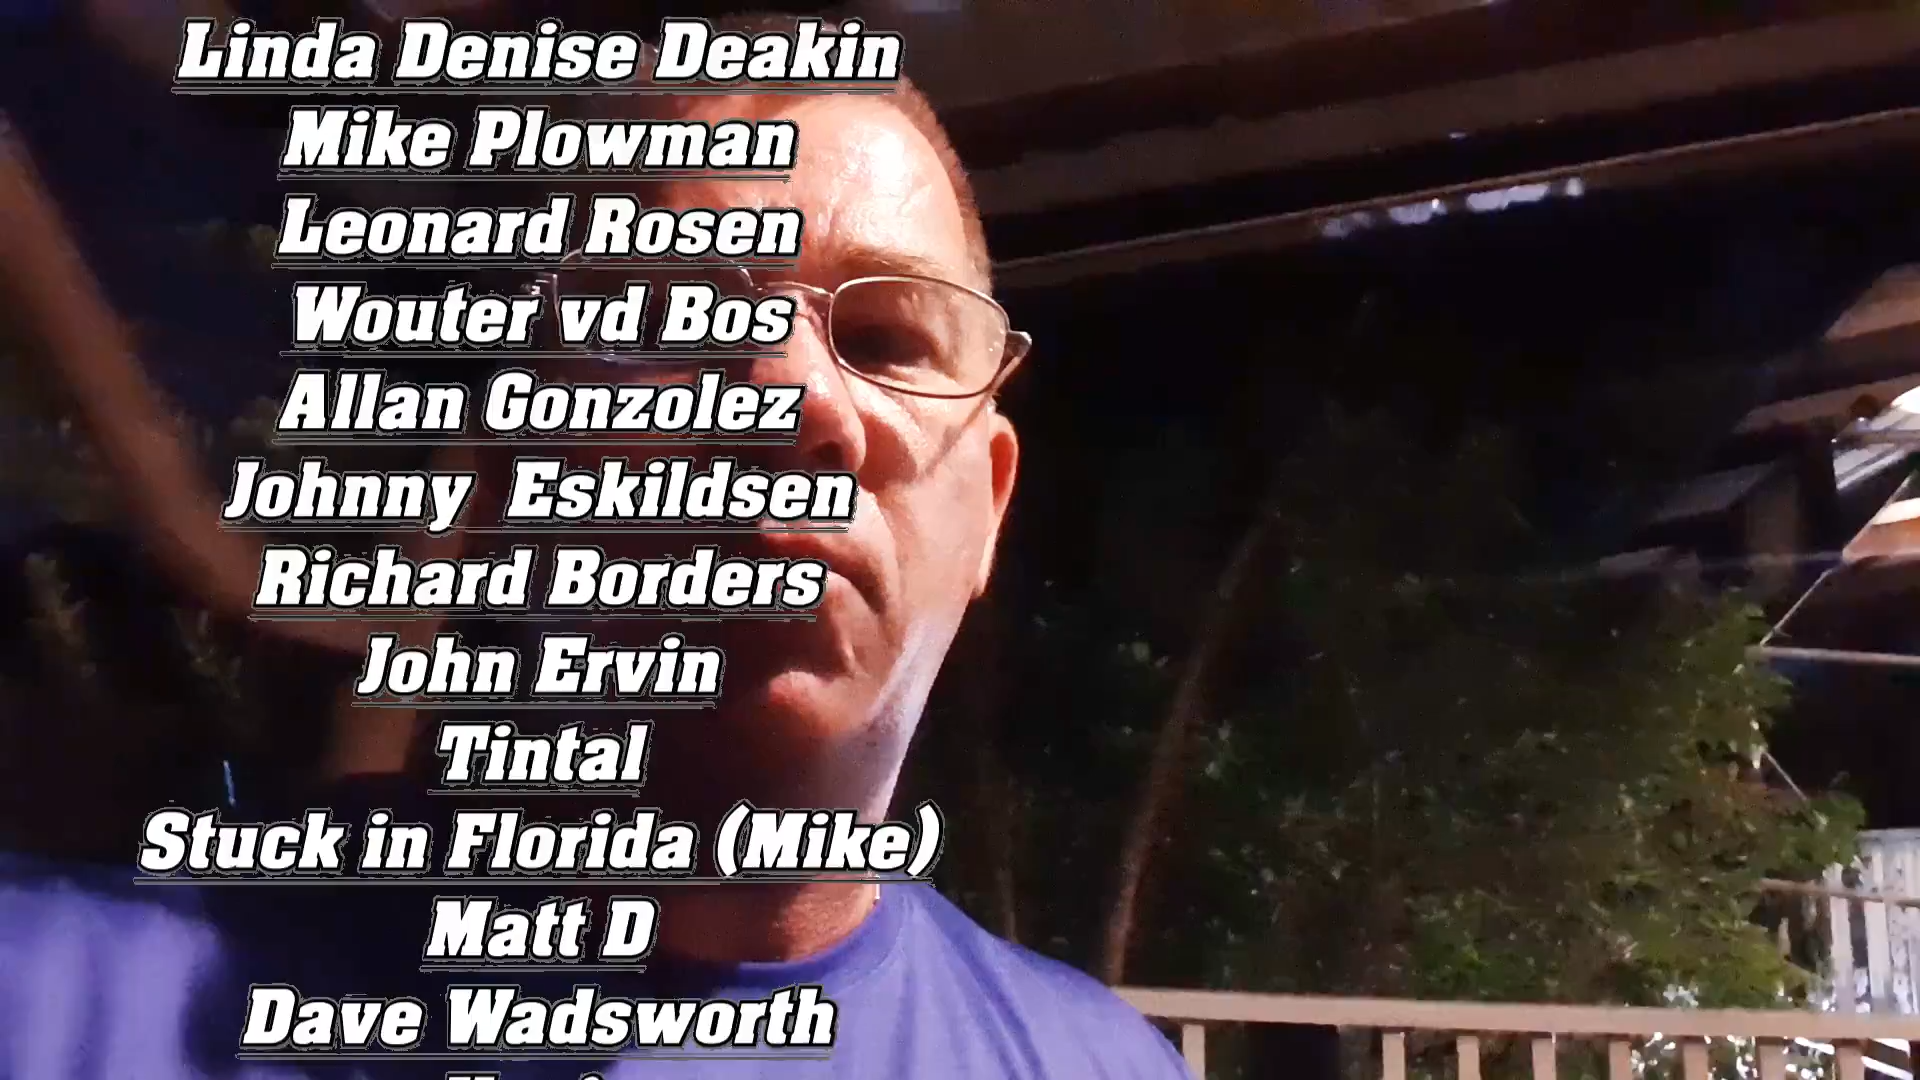 Linda Denise Deakin
Mike Plowman
Leonard Rosen
Wouter vd Bos
Allan Gonzolez
Johnny  Eskildsen
Richard Borders
John Ervin
Tintal
Stuck in Florida (Mike)
Matt D
Dave Wadsworth